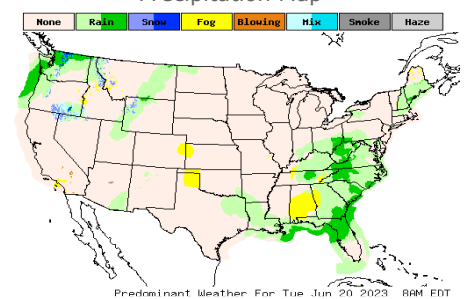 Precipitation Map
None Rain Snow Fog Blowing Mix Smoke Haze
Predominant Weather For Tue Jun 20 2023 8AM EDT